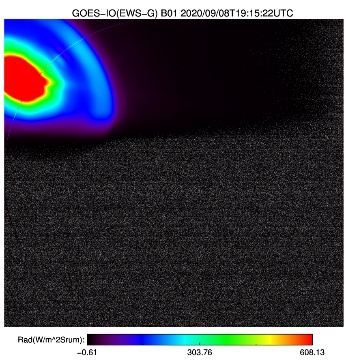 GOES-IO(EWS-G) B01 2020/09/08T19:15:22UTC
Rad(W/m^2Srum):
-0.61 303.76 608.13